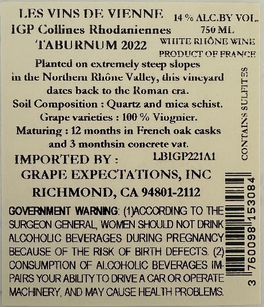 LES VINS DE VIENNE
14 % ALC.BY VOL.
IGP Collines Rhodaniennes
750 ML
TABURNUM 2022
WHITE RHÔNE WINE
PRODUCT OF FRANCE
Planted on extremely steep slopes
in the Northern Rhône Valley, this vineyard
dates back to the Roman cra.
Soil Composition : Quartz and mica schist.
Grape varieties : 100 % Viognier.
Maturing : 12 months in French oak casks
and 3 monthsin concrete vat.
CONTAINS SULFITES
IMPORTED BY :
LBIGP221A1
GRAPE EXPECTATIONS, INC
RICHMOND, CA 94801-2112
GOVERNMENT WARNING: (1)ACCORDING TO THE
SURGEON GENERAL, WOMEN SHOULD NOT DRINK
ALCOHOLIC BEVERAGES DURING PREGNANCY
BECAUSE OF THE RISK OF BIRTH DEFECTS. (2)
CONSUMPTION OF ALCOHOLIC BEVERAGES IM-
PAIRS YOUR ABILITY TO DRIVE A CAR OR OPERATE
MACHINERY, AND MAY CAUSE HEALTH PROBLEMS.
3760098153084